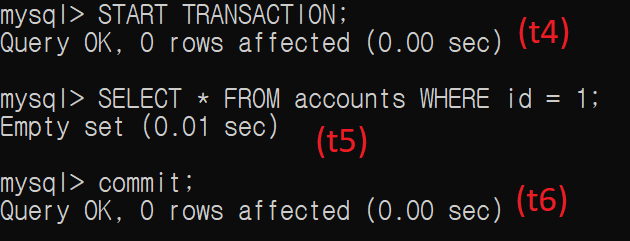 mysql> START TRANSACTION;
Query OK, 0 rows affected (0.00 sec) (t4)
mysql> SELECT * FROM accounts WHERE id = 1;
Empty set (0.01 sec) (t5)
mysql> commit;
Query OK, 0 rows affected (0.00 sec) (t6)